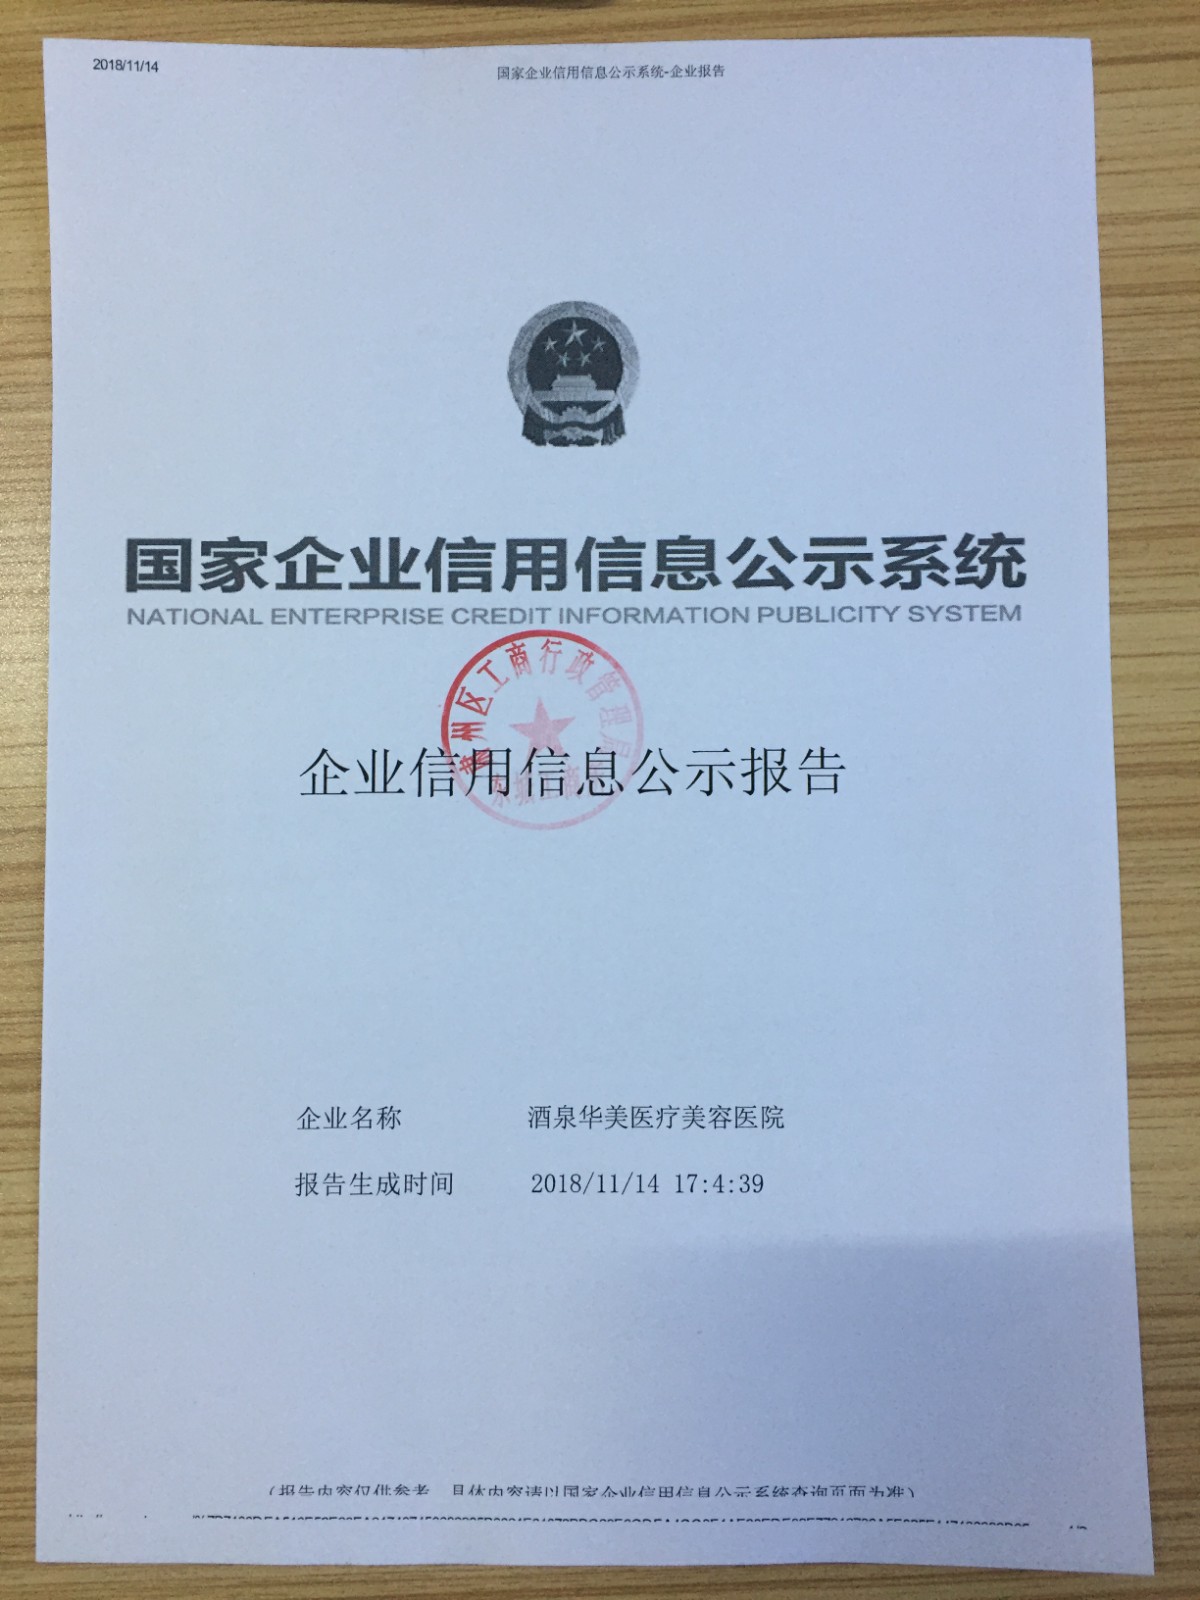 2018/11/14
国家企业信用信息公示系统-企业报告
国家企业信用信息公示系统
NATIONAL ENTERPRISE CREDIT INFORMATION PUBLICITY SYSTEM
肃州区工商行政管理局
企业信用信息公示报告
企业名称 酒泉华美医疗美容医院
报告生成时间 2018/11/14 17:4:39
（报告内容仅供参考，具体内容请以国家企业信用信息公示系统查询页面为准）